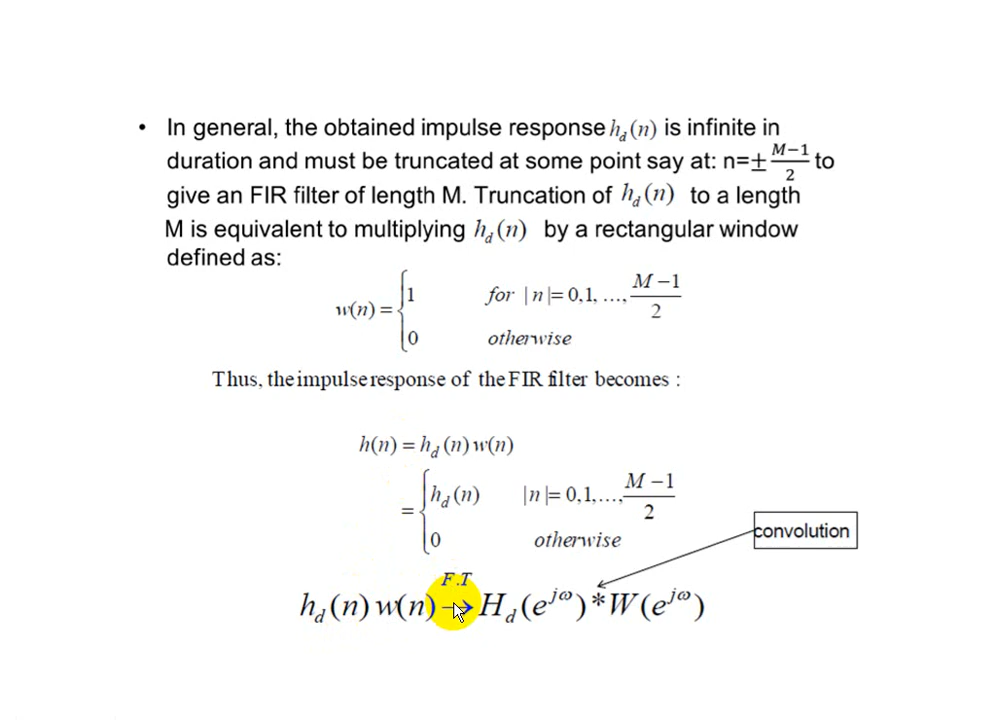 • In general, the obtained impulse response h_d(n) is infinite in
duration and must be truncated at some point say at: n=±(M−1)/2 to
give an FIR filter of length M. Truncation of h_d(n) to a length
M is equivalent to multiplying h_d(n) by a rectangular window
defined as:
w(n) = { 1 for |n|= 0,1, ...., (M−1)/2
0 otherwise
Thus, the impulse response of the FIR filter becomes :
h(n) = h_d(n) w(n)
= { h_d(n) |n|= 0,1,...., (M−1)/2
0 otherwise
convolution
F.T
h_d(n) w(n) → H_d(e^{jω}) * W(e^{jω})